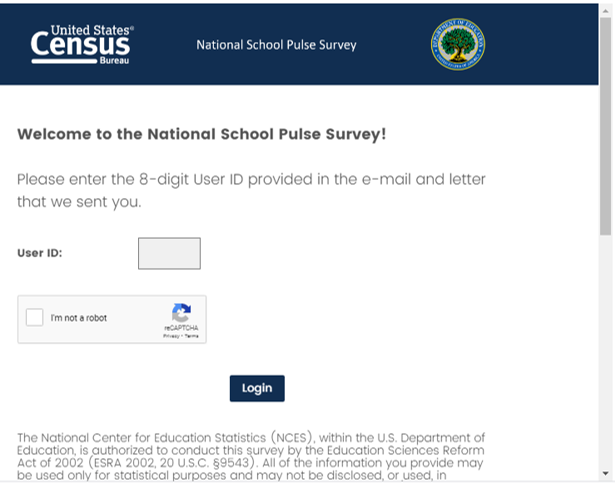 United States®
Census
Bureau
National School Pulse Survey
Welcome to the National School Pulse Survey!
Please enter the 8-digit User ID provided in the e-mail and letter
that we sent you.
User ID:
I'm not a robot
reCAPTCHA
Privacy - Terms
Login
The National Center for Education Statistics (NCES), within the U.S. Department of
Education, is authorized to conduct this survey by the Education Sciences Reform
Act of 2002 (ESRA 2002, 20 U.S.C. §9543). All of the information you provide may
be used only for statistical purposes and may not be disclosed, or used, in